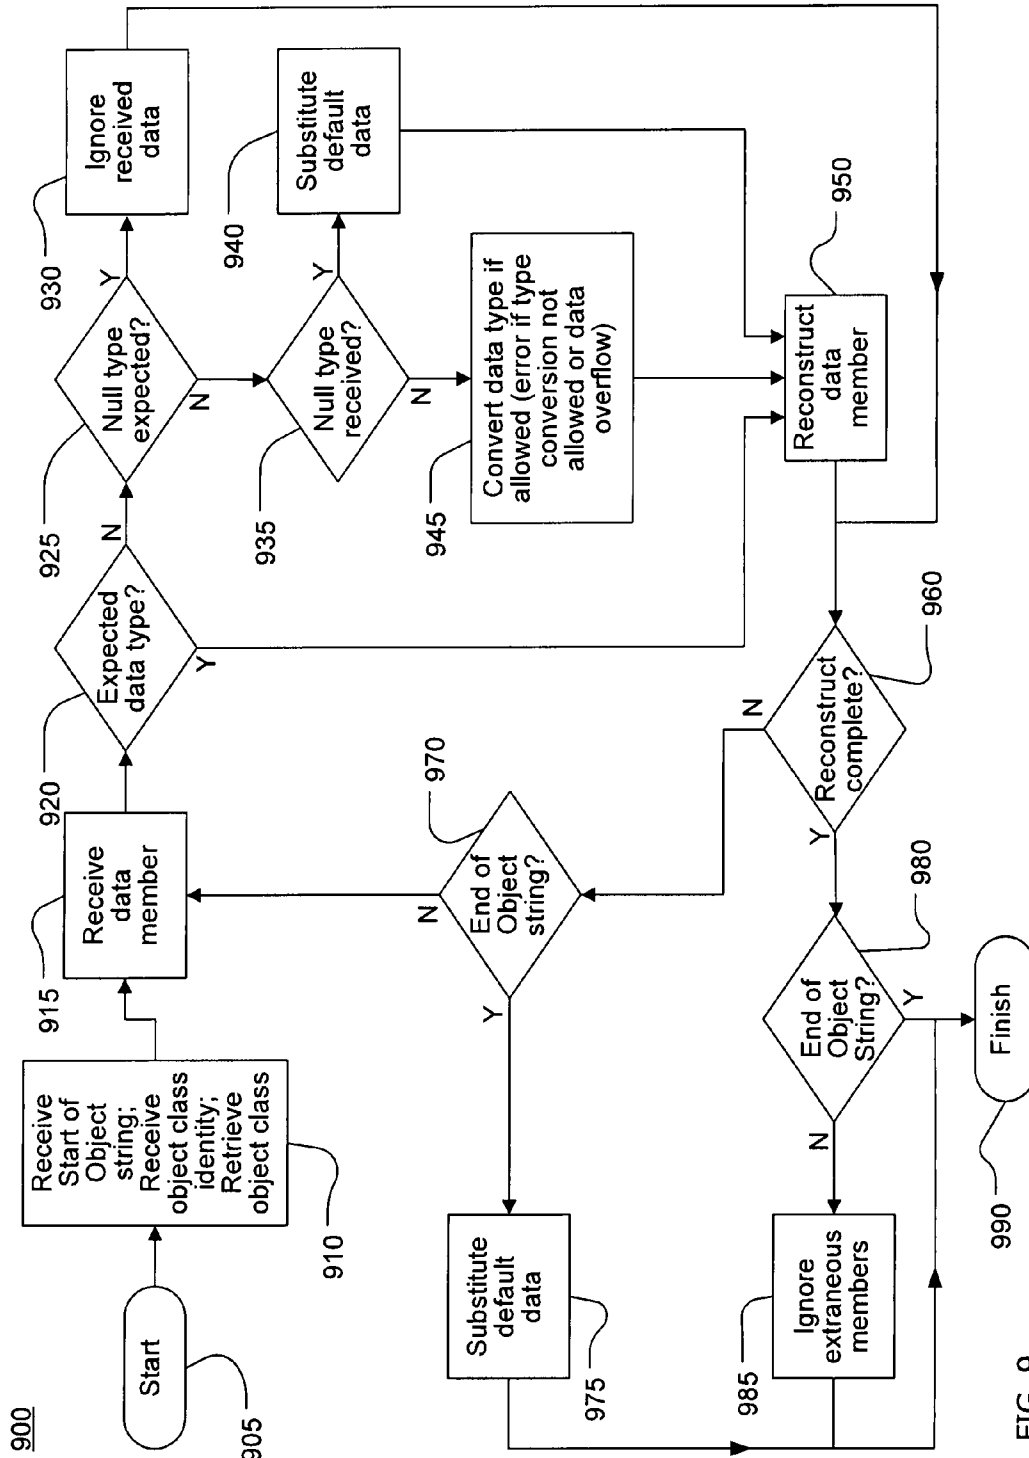 900
Start
905
Receive
Start of
Object
string;
Receive
object class
identity;
Retrieve
object class
910
Receive
data
member
915
Expected
data type?
920
N
Y
Null type
expected?
925
Y
N
Ignore
received
data
930
Null type
received?
935
Y
N
Substitute
default
data
940
Convert data type if
allowed (error if type
conversion not
allowed or data
overflow)
945
Reconstruct
data
member
950
Reconstruct
complete?
960
N
Y
End of
Object
string?
970
N
Y
Substitute
default
data
975
End of
Object
String?
980
N
Y
Ignore
extraneous
members
985
Finish
990
FIG. 9